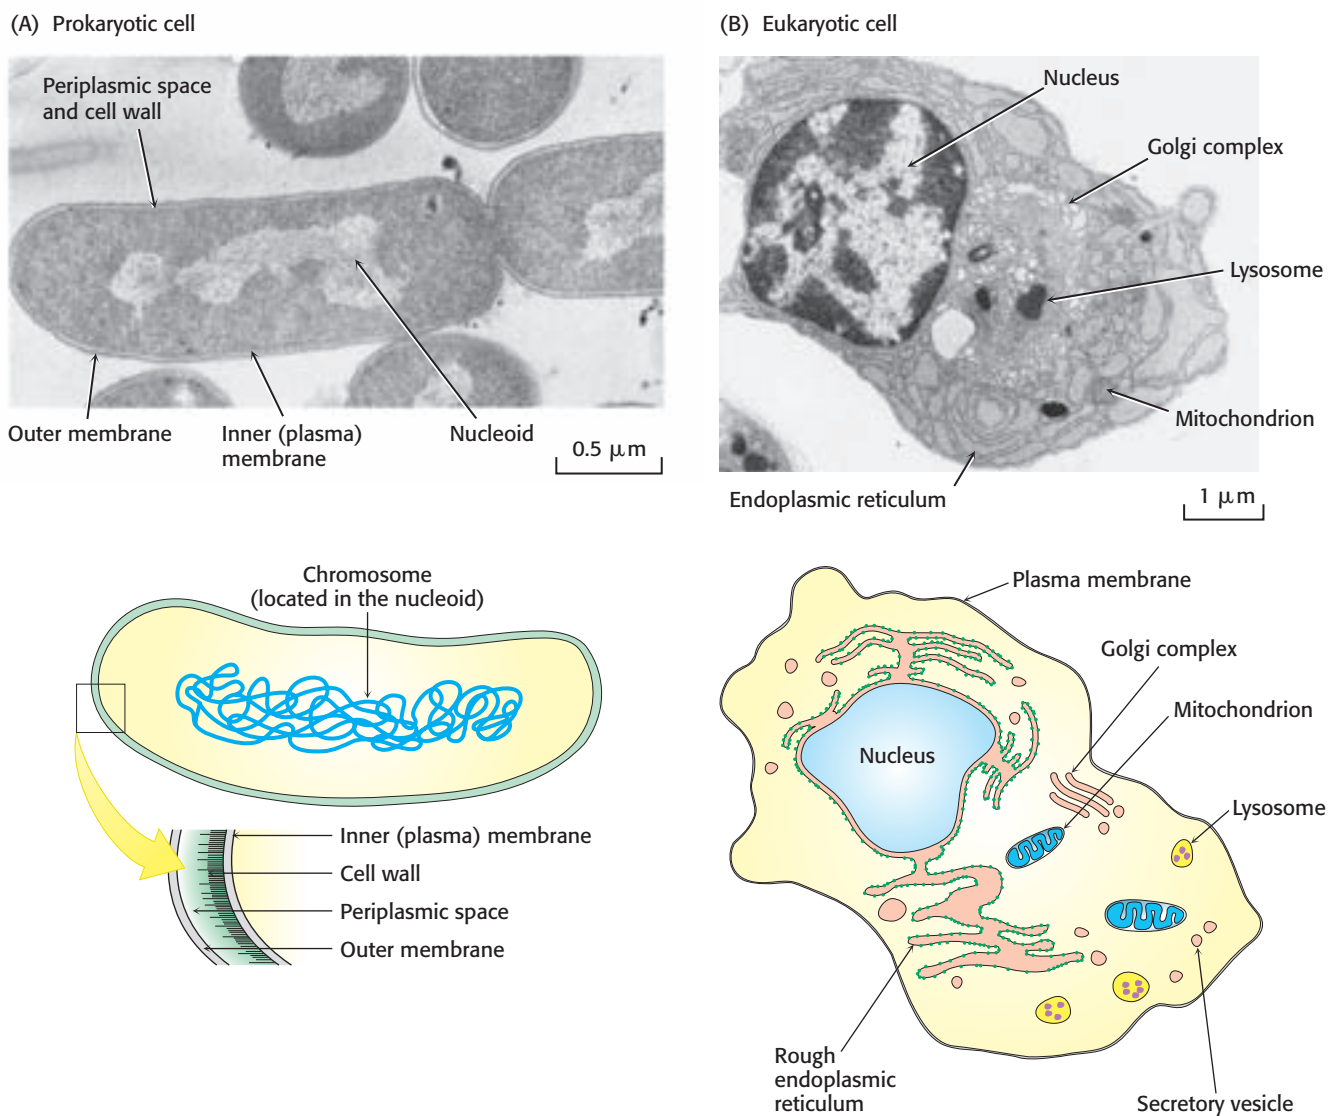 (A) Prokaryotic cell
Periplasmic space
and cell wall
Outer membrane
Inner (plasma)
membrane
Nucleoid
0.5 μm
(B) Eukaryotic cell
Nucleus
Golgi complex
Lysosome
Mitochondrion
Endoplasmic reticulum
1 μm
Chromosome
(located in the nucleoid)
Inner (plasma) membrane
Cell wall
Periplasmic space
Outer membrane
Plasma membrane
Golgi complex
Mitochondrion
Nucleus
Lysosome
Rough
endoplasmic
reticulum
Secretory vesicle